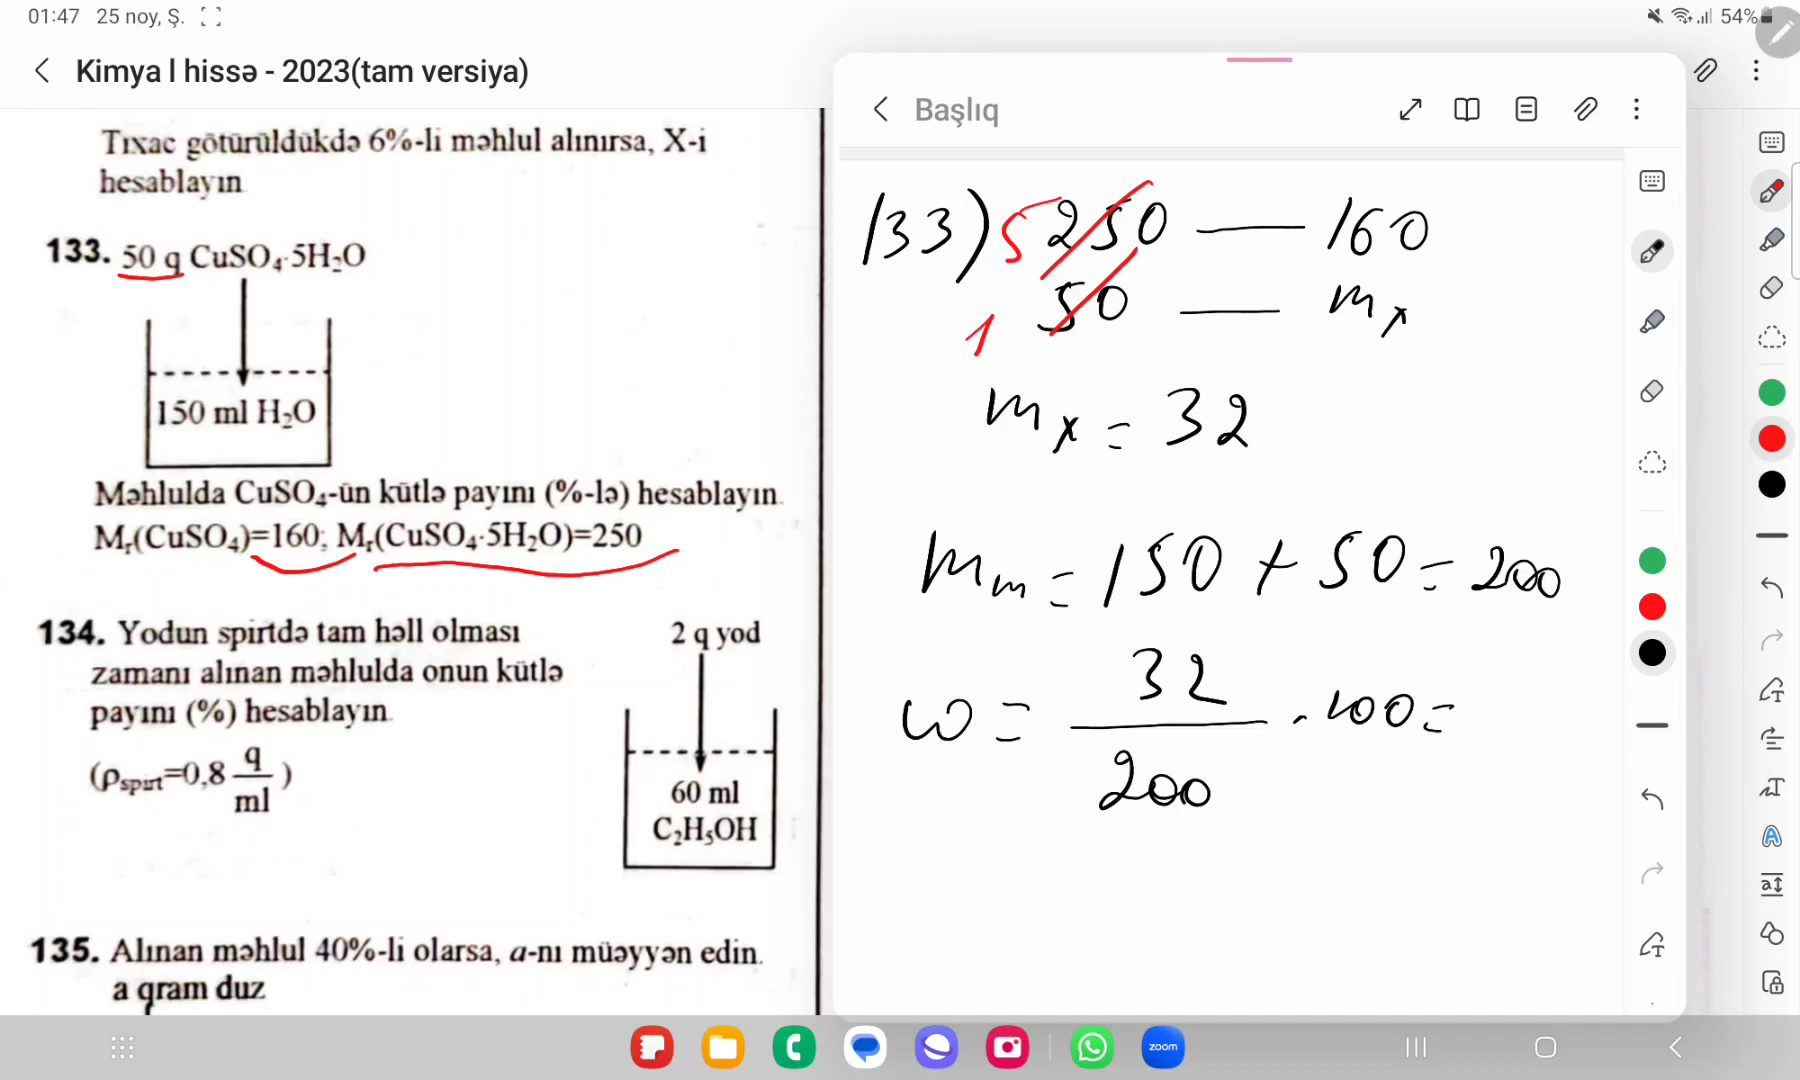 01:47 25 noy, Ş.
54%
Kimya I hissə - 2023(tam versiya)
Tıxac götürüldükdə 6%-li məhlul alınırsa, X-i
hesablayın
133. 50 q CuSO₄·5H₂O
150 ml H₂O
Məhlulda CuSO₄-ün kütlə payını (%-lə) hesablayın.
Mᵣ(CuSO₄)=160; Mᵣ(CuSO₄·5H₂O)=250
134. Yodun spirtdə tam həll olması
zamanı alınan məhlulda onun kütlə
payını (%) hesablayın
(ρspirt=0,8 q/ml)
2 q yod
60 ml
C₂H₅OH
135. Alınan məhlul 40%-li olarsa, a-nı müəyyən edin.
a qram duz
Başlıq
133) 5 250 — 160
1 50 — mx
mx = 32
mm = 150 + 50 = 200
ω = 32/200 · 100 =
zoom